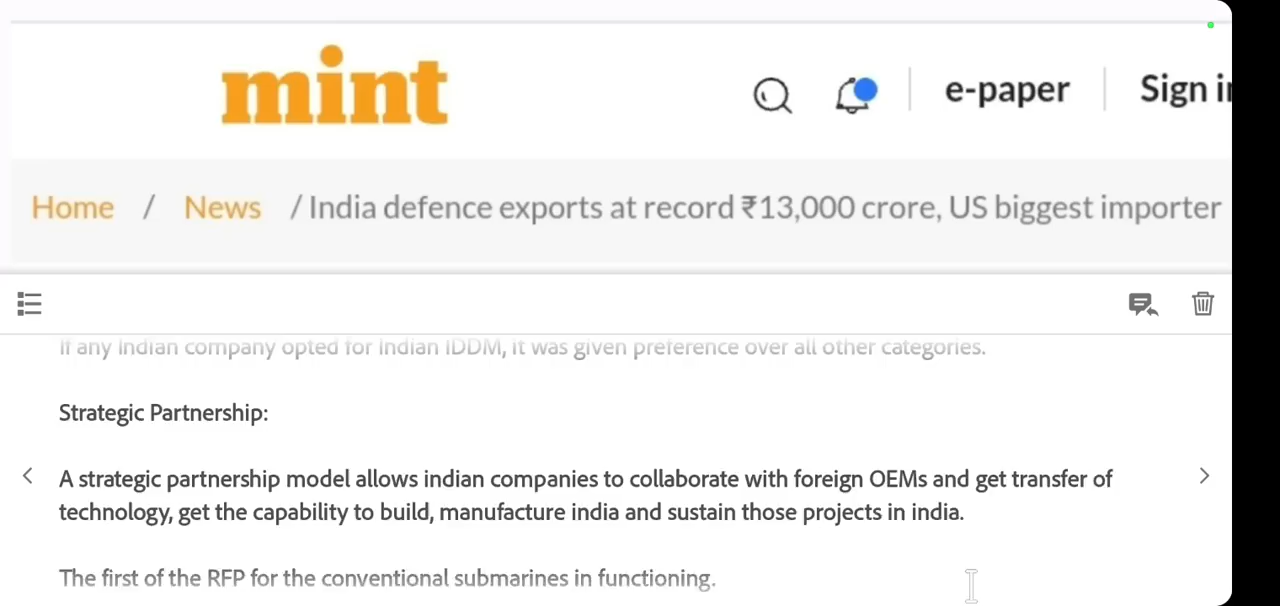 mint
e-paper
Sign in
Home / News / India defence exports at record ₹13,000 crore, US biggest importer
If any Indian company opted for Indian IDDM, it was given preference over all other categories.
Strategic Partnership:
A strategic partnership model allows indian companies to collaborate with foreign OEMs and get transfer of
technology, get the capability to build, manufacture india and sustain those projects in india.
The first of the RFP for the conventional submarines in functioning.